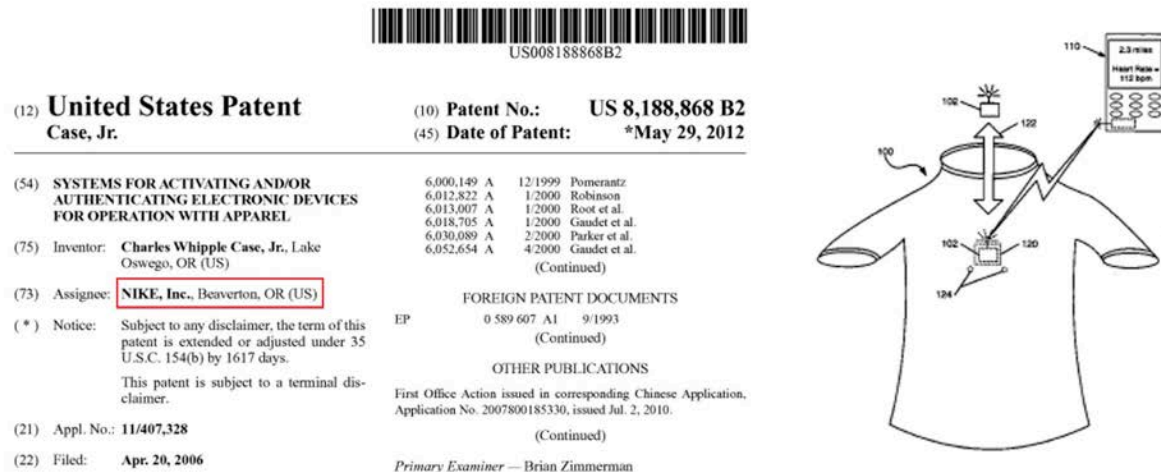 US008188868B2
(12) United States Patent
Case, Jr.
(10) Patent No.: US 8,188,868 B2
(45) Date of Patent: *May 29, 2012
(54) SYSTEMS FOR ACTIVATING AND/OR
AUTHENTICATING ELECTRONIC DEVICES
FOR OPERATION WITH APPAREL
(75) Inventor: Charles Whipple Case, Jr., Lake
Oswego, OR (US)
(73) Assignee: NIKE, Inc., Beaverton, OR (US)
( * ) Notice: Subject to any disclaimer, the term of this
patent is extended or adjusted under 35
U.S.C. 154(b) by 1617 days.
This patent is subject to a terminal dis-
claimer.
(21) Appl. No.: 11/407,328
(22) Filed: Apr. 20, 2006
6,000,149 A 12/1999 Pomerantz
6,012,822 A 1/2000 Robinson
6,013,007 A 1/2000 Root et al.
6,018,705 A 1/2000 Gaudet et al.
6,030,089 A 2/2000 Parker et al.
6,052,654 A 4/2000 Gaudet et al.
(Continued)
FOREIGN PATENT DOCUMENTS
EP 0 589 607 A1 9/1993
(Continued)
OTHER PUBLICATIONS
First Office Action issued in corresponding Chinese Application,
Application No. 2007800185330, issued Jul. 2, 2010.
(Continued)
Primary Examiner — Brian Zimmerman
110
2.3 miles
Heart Rate =
112 bpm
102
122
100
102
120
124